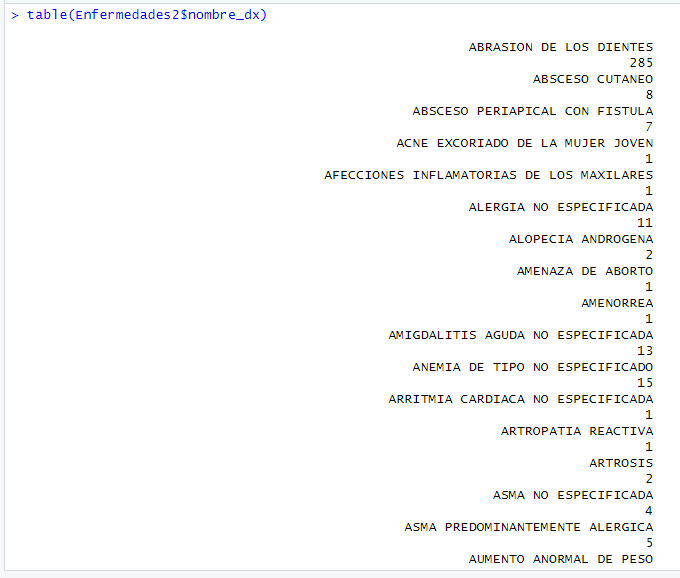 > table(Enfermedades2$nombre_dx)
ABRASION DE LOS DIENTES
285
ABSCESO CUTANEO
8
ABSCESO PERIAPICAL CON FISTULA
7
ACNE EXCORIADO DE LA MUJER JOVEN
1
AFECCIONES INFLAMATORIAS DE LOS MAXILARES
1
ALERGIA NO ESPECIFICADA
11
ALOPECIA ANDROGENA
2
AMENAZA DE ABORTO
1
AMENORREA
1
AMIGDALITIS AGUDA NO ESPECIFICADA
13
ANEMIA DE TIPO NO ESPECIFICADO
15
ARRITMIA CARDIACA NO ESPECIFICADA
1
ARTROPATIA REACTIVA
1
ARTROSIS
2
ASMA NO ESPECIFICADA
4
ASMA PREDOMINANTEMENTE ALERGICA
5
AUMENTO ANORMAL DE PESO